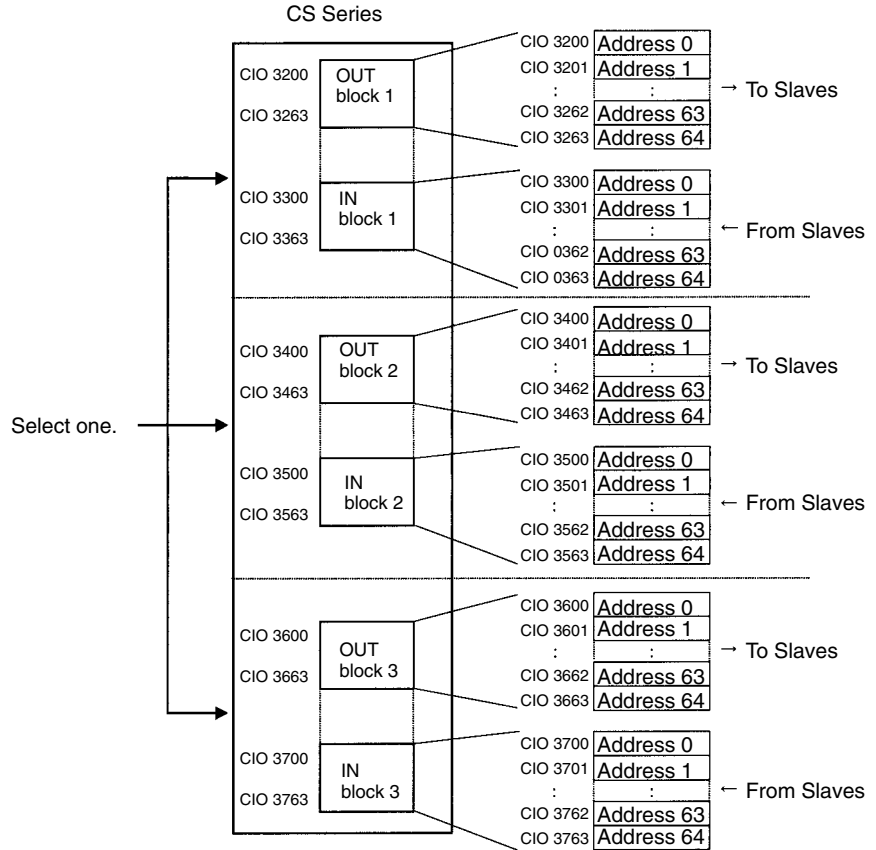 CS Series
CIO 3200 Address 0
CIO 3200 OUT block 1 CIO 3201 Address 1
: :
→ To Slaves
CIO 3263 CIO 3262 Address 63
CIO 3263 Address 64
CIO 3300 Address 0
CIO 3300 IN block 1 CIO 3301 Address 1
: :
← From Slaves
CIO 3363 CIO 0362 Address 63
CIO 0363 Address 64
CIO 3400 Address 0
CIO 3400 OUT block 2 CIO 3401 Address 1
: :
→ To Slaves
CIO 3463 CIO 3462 Address 63
CIO 3463 Address 64
Select one.
CIO 3500 Address 0
CIO 3500 IN block 2 CIO 3501 Address 1
: :
← From Slaves
CIO 3563 CIO 3562 Address 63
CIO 3563 Address 64
CIO 3600 Address 0
CIO 3600 OUT block 3 CIO 3601 Address 1
: :
→ To Slaves
CIO 3663 CIO 3662 Address 63
CIO 3663 Address 64
CIO 3700 Address 0
CIO 3700 IN block 3 CIO 3701 Address 1
: :
← From Slaves
CIO 3763 CIO 3762 Address 63
CIO 3763 Address 64